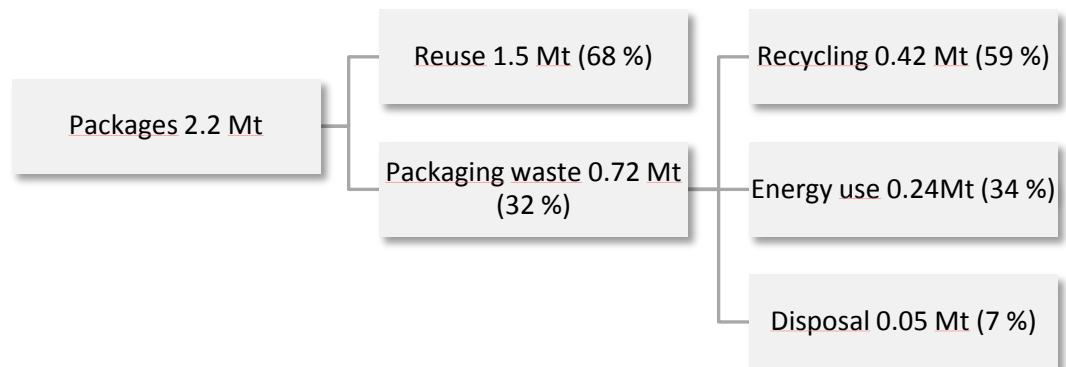 Packages 2.2 Mt
Reuse 1.5 Mt (68 %)
Packaging waste 0.72 Mt
(32 %)
Recycling 0.42 Mt (59 %)
Energy use 0.24Mt (34 %)
Disposal 0.05 Mt (7 %)